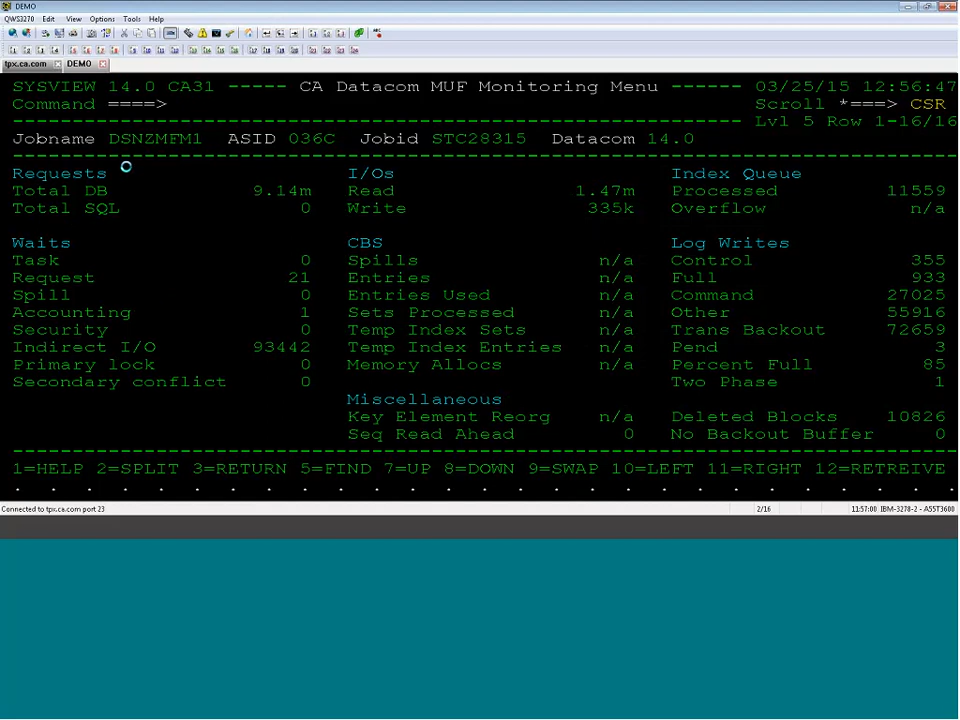 DEMO
QWS3270 Edit View Options Tools Help
tpx.ca.com DEMO
SYSVIEW 14.0 CA31 ----- CA Datacom MUF Monitoring Menu ------ 03/25/15 12:56:47
Command ====> Scroll *===> CSR
Lvl 5 Row 1-16/16
Jobname DSNZMFM1 ASID 036C Jobid STC28315 Datacom 14.0
Requests I/Os Index Queue
Total DB 9.14m Read 1.47m Processed 11559
Total SQL 0 Write 335k Overflow n/a
Waits CBS Log Writes
Task 0 Spills n/a Control 355
Request 21 Entries n/a Full 933
Spill 0 Entries Used n/a Command 27025
Accounting 1 Sets Processed n/a Other 55916
Security 0 Temp Index Sets n/a Trans Backout 72659
Indirect I/O 93442 Temp Index Entries n/a Pend 3
Primary lock 0 Memory Allocs n/a Percent Full 85
Secondary conflict 0 Two Phase 1
Miscellaneous
Key Element Reorg n/a Deleted Blocks 10826
Seq Read Ahead 0 No Backout Buffer 0
1=HELP 2=SPLIT 3=RETURN 5=FIND 7=UP 8=DOWN 9=SWAP 10=LEFT 11=RIGHT 12=RETREIVE
Connected to tpx.ca.com port 23 2/16 11:57:00 IBM-3278-2 - A55T3600